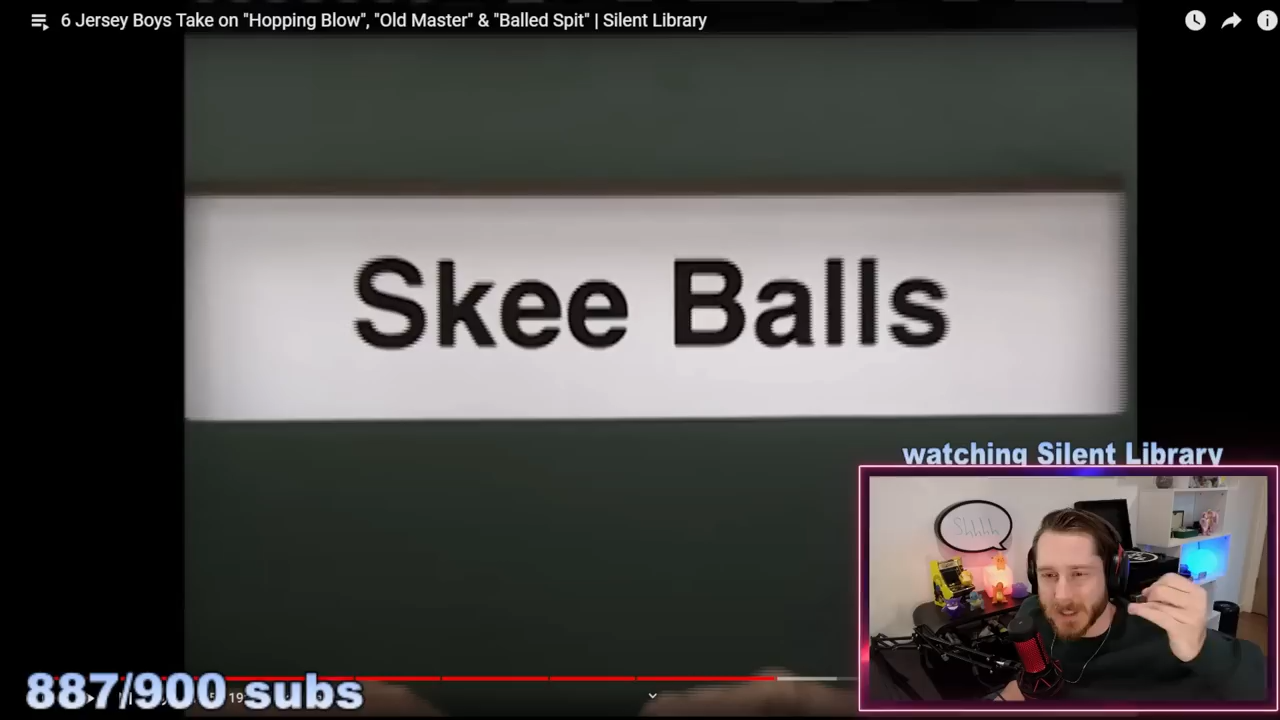 6 Jersey Boys Take on "Hopping Blow", "Old Master" & "Balled Spit" | Silent Library
Skee Balls
watching Silent Library
Shhhh
887/900 subs